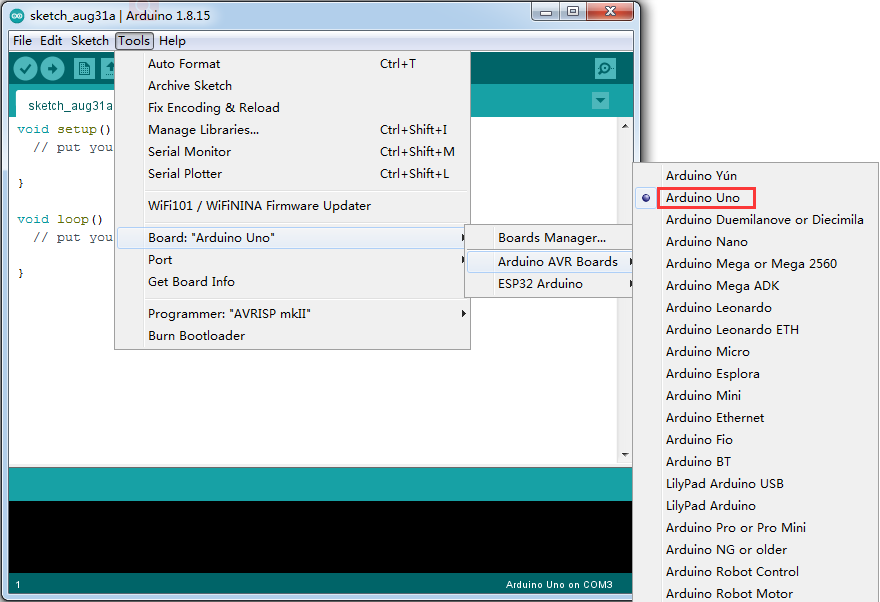 sketch_aug31a | Arduino 1.8.15
File Edit Sketch Tools Help
sketch_aug31a
void setup()
// put you
}
void loop()
// put you
}
Auto Format Ctrl+T
Archive Sketch
Fix Encoding & Reload
Manage Libraries... Ctrl+Shift+I
Serial Monitor Ctrl+Shift+M
Serial Plotter Ctrl+Shift+L
WiFi101 / WiFiNINA Firmware Updater
Board: "Arduino Uno"
Port
Get Board Info
Programmer: "AVRISP mkII"
Burn Bootloader
Boards Manager...
Arduino AVR Boards
ESP32 Arduino
Arduino Yún
Arduino Uno
Arduino Duemilanove or Diecimila
Arduino Nano
Arduino Mega or Mega 2560
Arduino Mega ADK
Arduino Leonardo
Arduino Leonardo ETH
Arduino Micro
Arduino Esplora
Arduino Mini
Arduino Ethernet
Arduino Fio
Arduino BT
LilyPad Arduino USB
LilyPad Arduino
Arduino Pro or Pro Mini
Arduino NG or older
Arduino Robot Control
Arduino Robot Motor
1 Arduino Uno on COM3